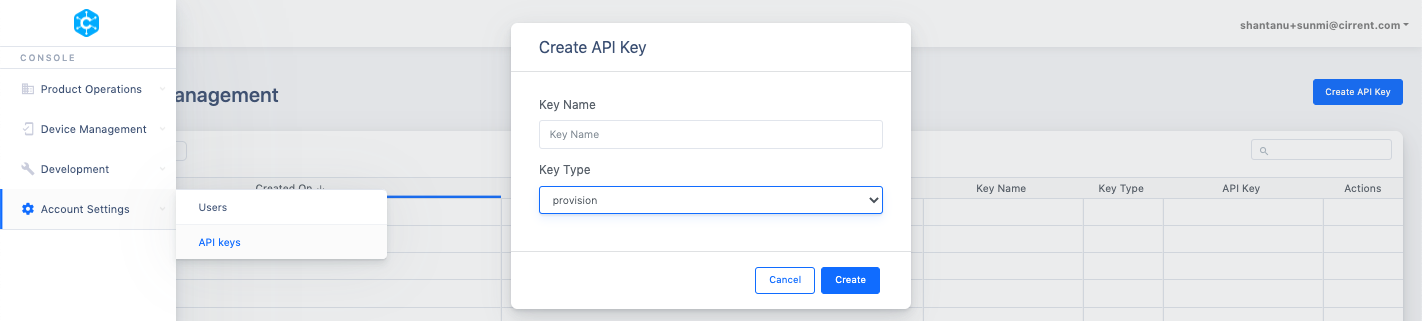 shantanu+sunmi@cirrent.com
CONSOLE
Product Operations
Device Management
Development
Account Settings
Users
API keys
anagement
Create API Key
Created On ↓
Key Name
Key Type
API Key
Actions
Create API Key
Key Name
Key Name
Key Type
provision
Cancel
Create